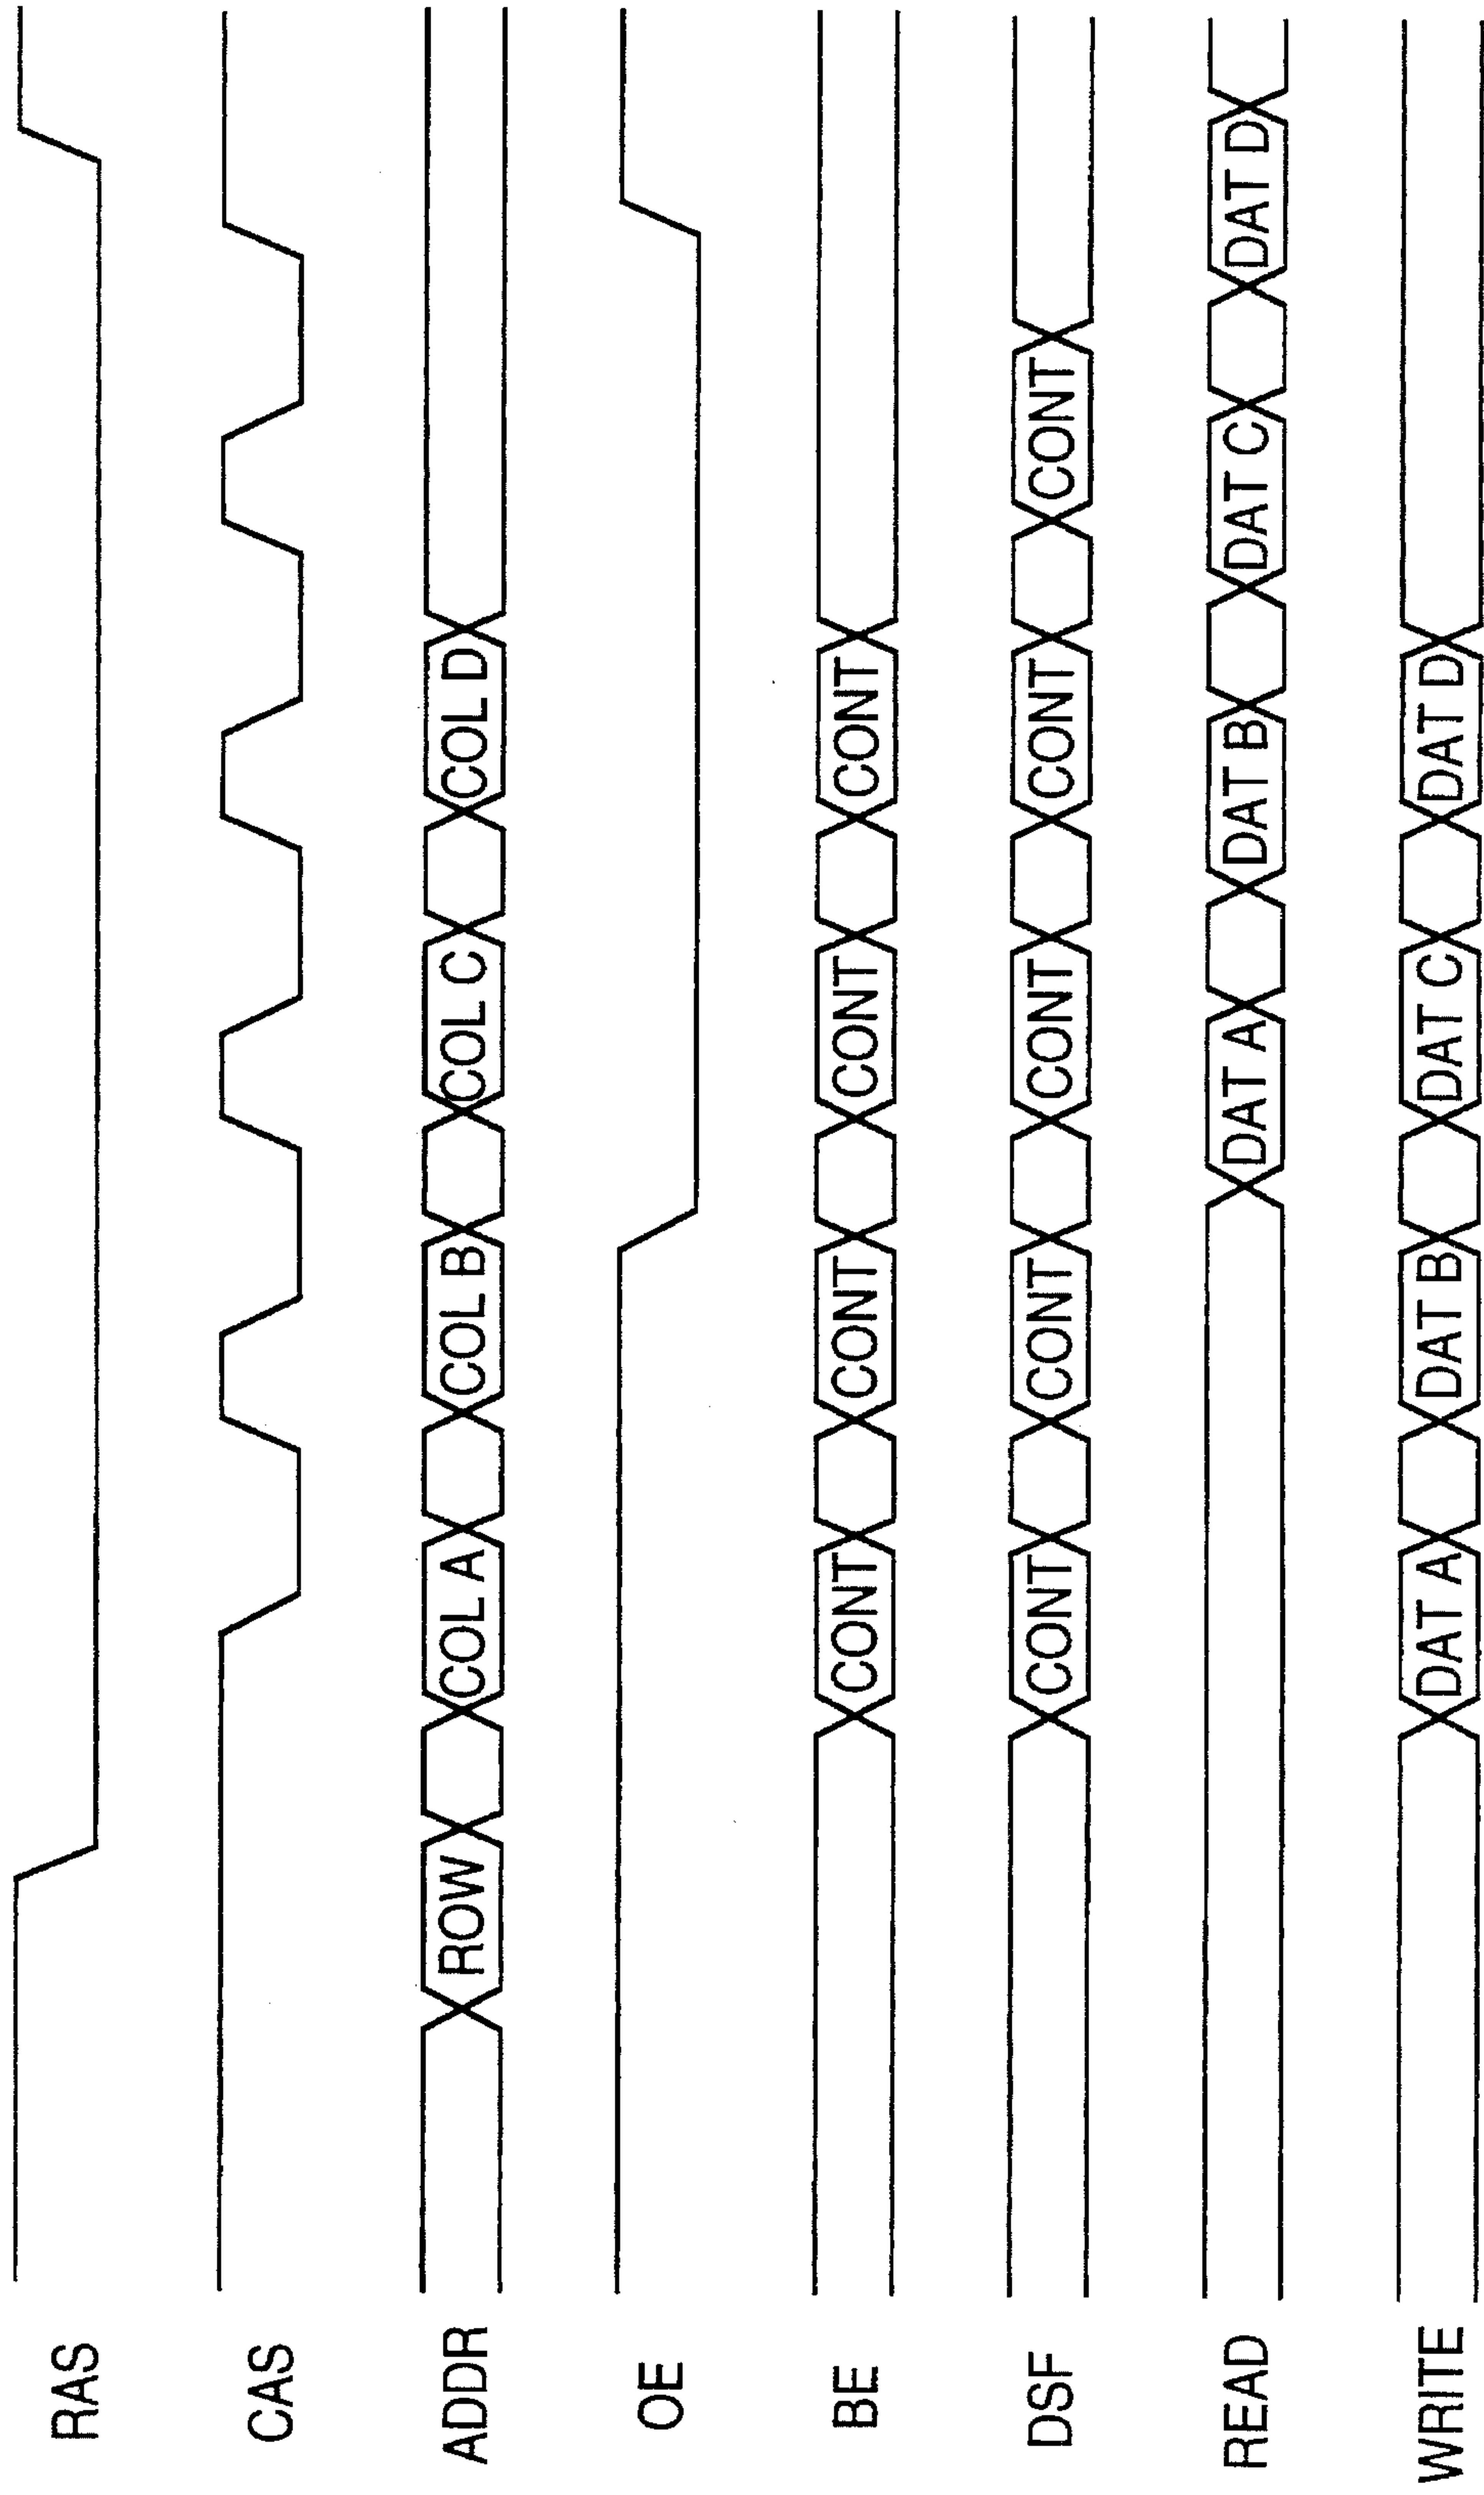 RAS
CAS
ADDR ROW COL A COL B COL C COL D
OE
BE CONT CONT CONT CONT
DSF CONT CONT CONT CONT CONT
READ DAT A DAT B DAT C DAT D
WRITE DAT A DAT B DAT C DAT D